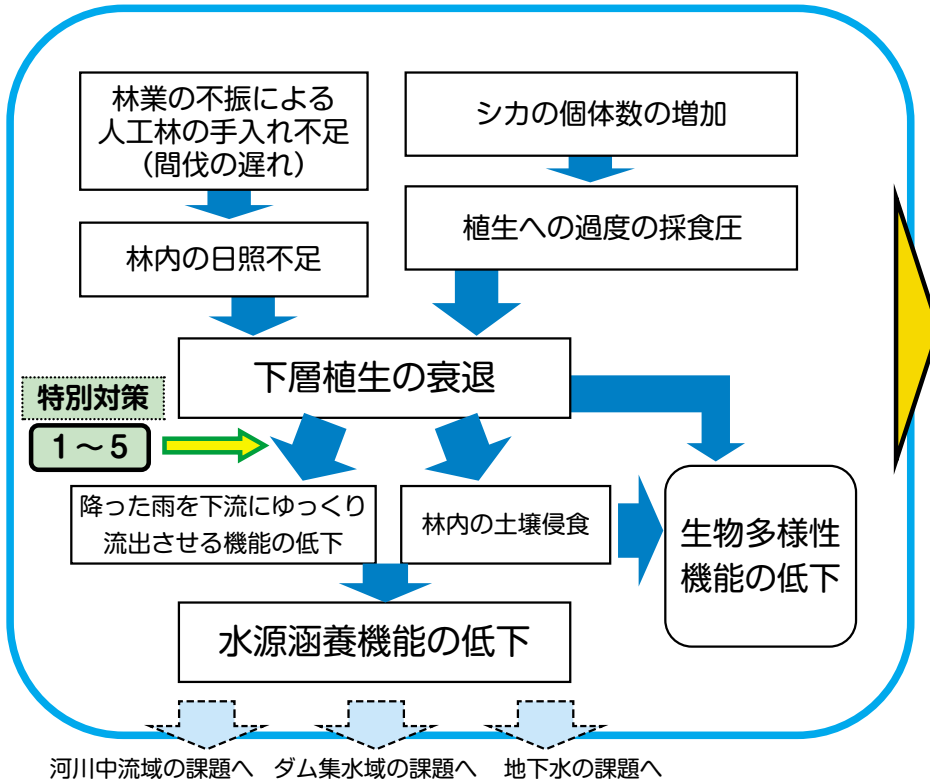 林業の不振による
人工林の手入れ不足
（間伐の遅れ）
シカの個体数の増加
林内の日照不足
植生への過度の採食圧
下層植生の衰退
特別対策
1～5
降った雨を下流にゆっくり
流出させる機能の低下
林内の土壌侵食
生物多様性
機能の低下
水源涵養機能の低下
河川中流域の課題へ
ダム集水域の課題へ
地下水の課題へ